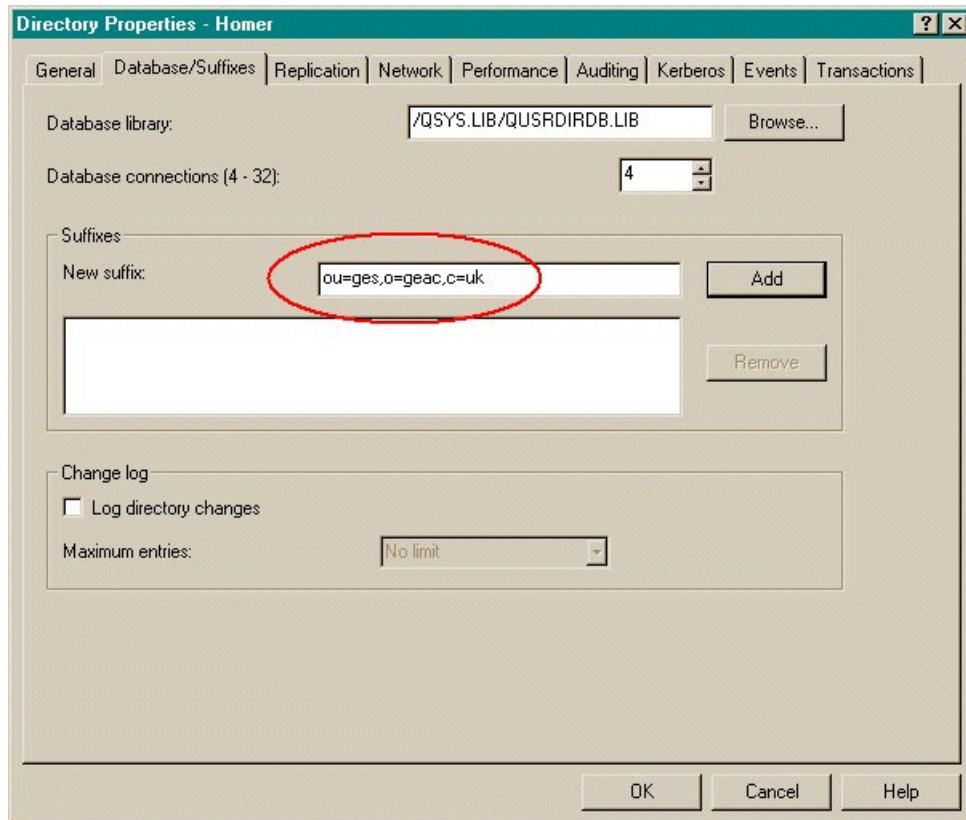 Directory Properties - Homer
General Database/Suffixes Replication Network Performance Auditing Kerberos Events Transactions
Database library: /QSYS.LIB/QUSRDIRDB.LIB Browse...
Database connections (4 - 32): 4
Suffixes
New suffix: ou=ges,o=geac,c=uk Add
Remove
Change log
Log directory changes
Maximum entries: No limit
OK Cancel Help